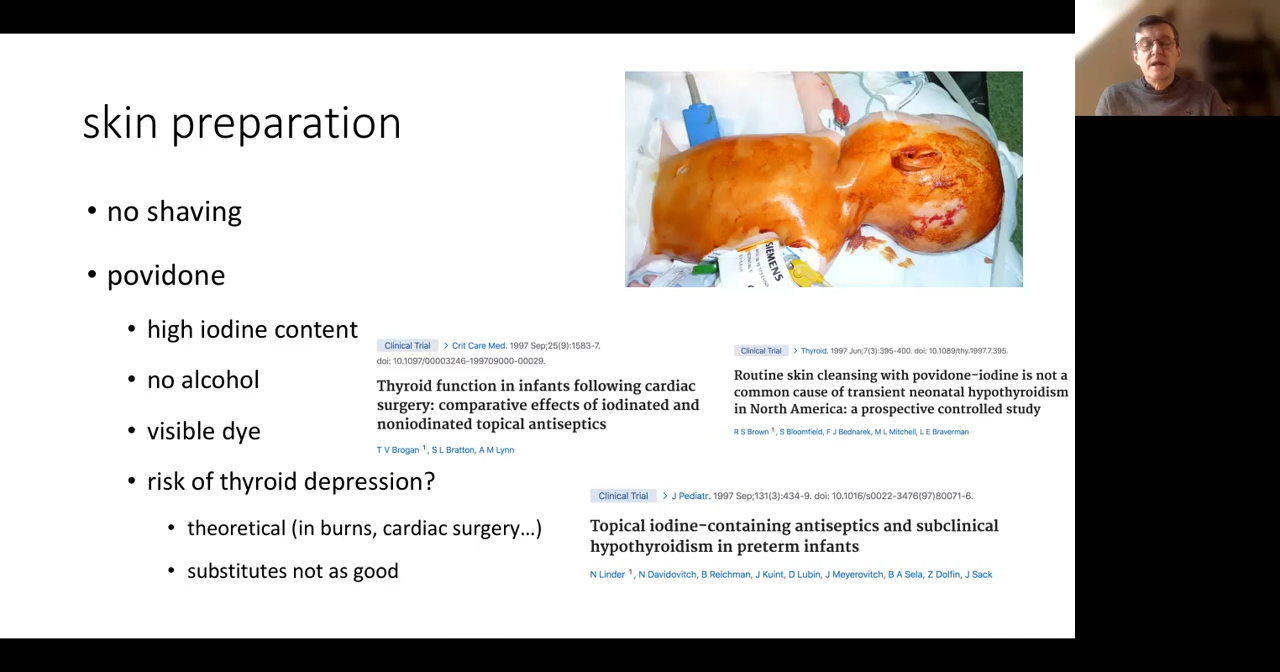 skin preparation
• no shaving
• povidone
• high iodine content
• no alcohol
• visible dye
• risk of thyroid depression?
• theoretical (in burns, cardiac surgery…)
• substitutes not as good
SIEMENS
Clinical Trial > Crit Care Med. 1997 Sep;25(9):1583-7.
doi: 10.1097/00003246-199709000-00029.
Thyroid function in infants following cardiac
surgery: comparative effects of iodinated and
noniodinated topical antiseptics
T V Brogan 1, S L Bratton, A M Lynn
Clinical Trial > Thyroid. 1997 Jun;7(3):395-400. doi: 10.1089/thy.1997.7.395.
Routine skin cleansing with povidone-iodine is not a
common cause of transient neonatal hypothyroidism
in North America: a prospective controlled study
R S Brown 1, S Bloomfield, F J Bednarek, M L Mitchell, L E Braverman
Clinical Trial > J Pediatr. 1997 Sep;131(3):434-9. doi: 10.1016/s0022-3476(97)80071-6.
Topical iodine-containing antiseptics and subclinical
hypothyroidism in preterm infants
N Linder 1, N Davidovitch, B Reichman, J Kuint, D Lubin, J Meyerovitch, B A Sela, Z Dolfin, J Sack